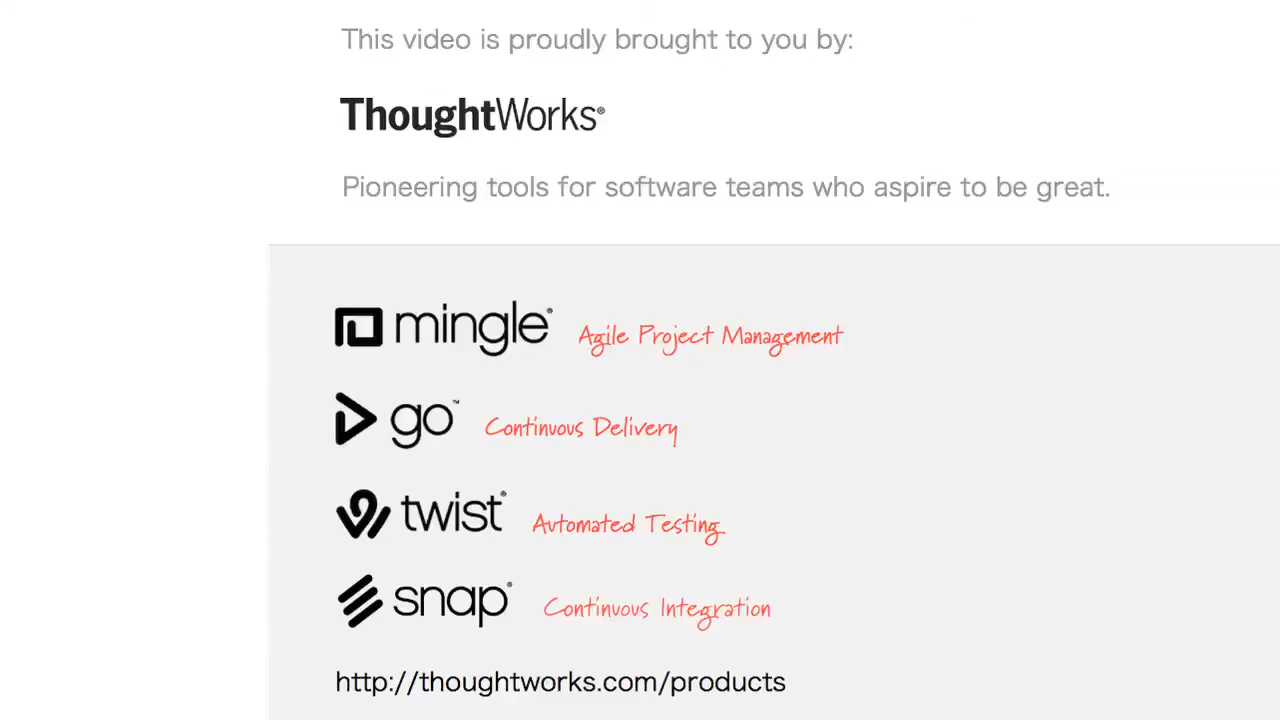 This video is proudly brought to you by:
ThoughtWorks®
Pioneering tools for software teams who aspire to be great.
mingle® Agile Project Management
go™ Continuous Delivery
twist® Automated Testing
snap® Continuous Integration
http://thoughtworks.com/products